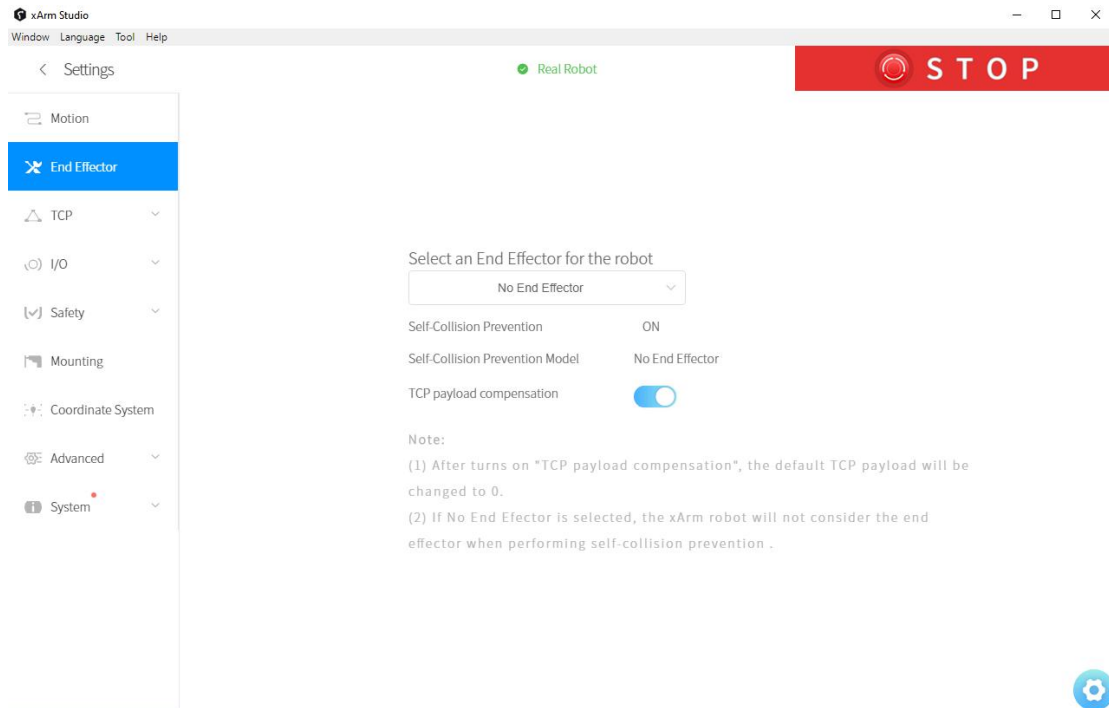 xArm Studio
Window Language Tool Help
Settings
Real Robot
STOP
Motion
End Effector
TCP
I/O
Safety
Mounting
Coordinate System
Advanced
System
Select an End Effector for the robot
No End Effector
Self-Collision Prevention ON
Self-Collision Prevention Model No End Effector
TCP payload compensation
Note:
(1) After turns on "TCP payload compensation", the default TCP payload will be
changed to 0.
(2) If No End Efector is selected, the xArm robot will not consider the end
effector when performing self-collision prevention .